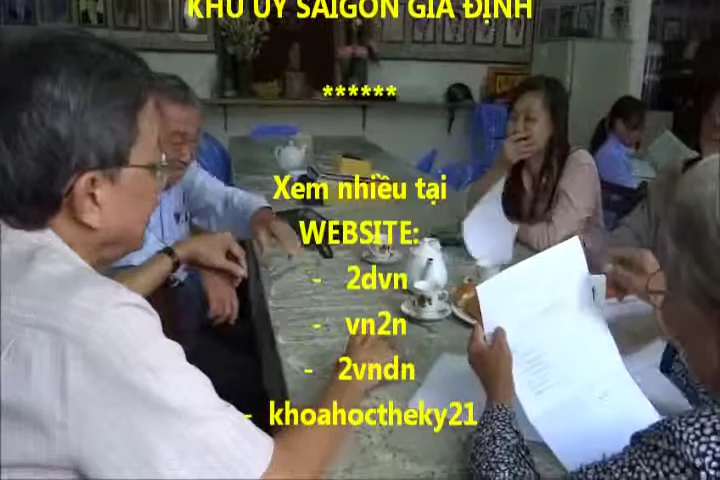 KHU ỦY SAIGON GIA ĐỊNH
******
Xem nhiều tại
WEBSITE:
- 2dvn
- vn2n
- 2vndn
- khoahoctheky21